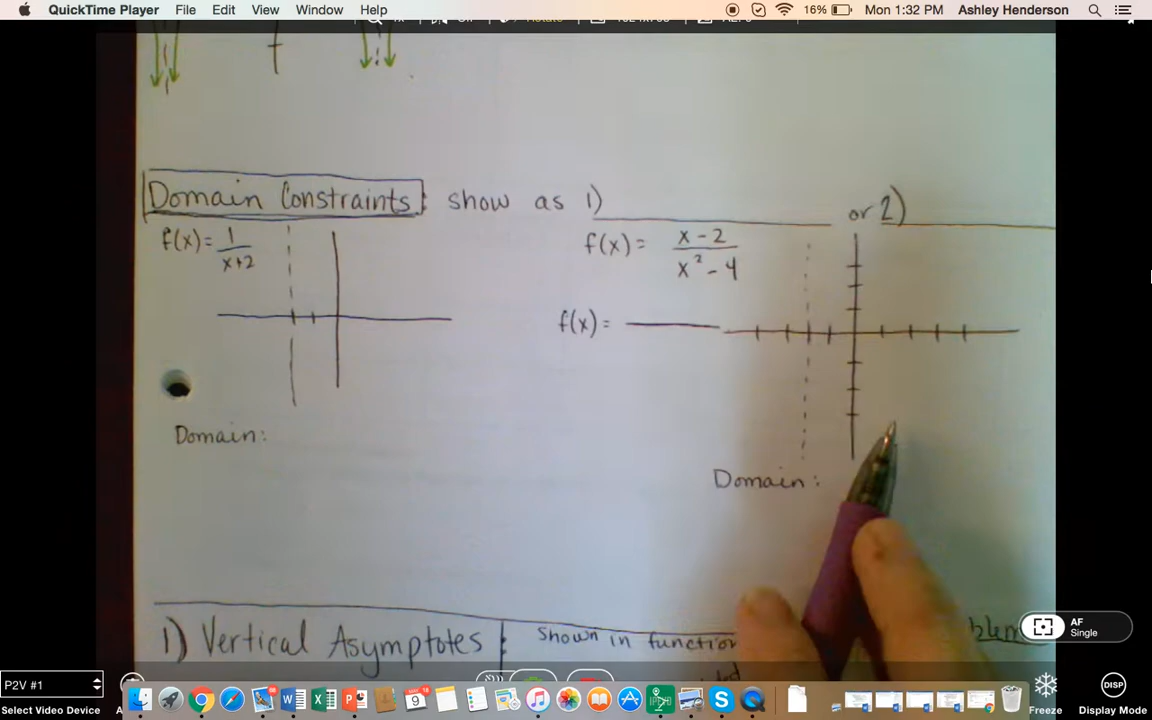 QuickTime Player File Edit View Window Help 16% Mon 1:32 PM Ashley Henderson
Domain Constraints: show as 1) or 2)
f(x) = 1 / x+2
f(x) = x-2 / x² - 4
f(x) =
Domain:
Domain:
1) Vertical Asymptotes: shown in function
AF
Single
P2V #1
Select Video Device
Freeze
Display Mode
DISP